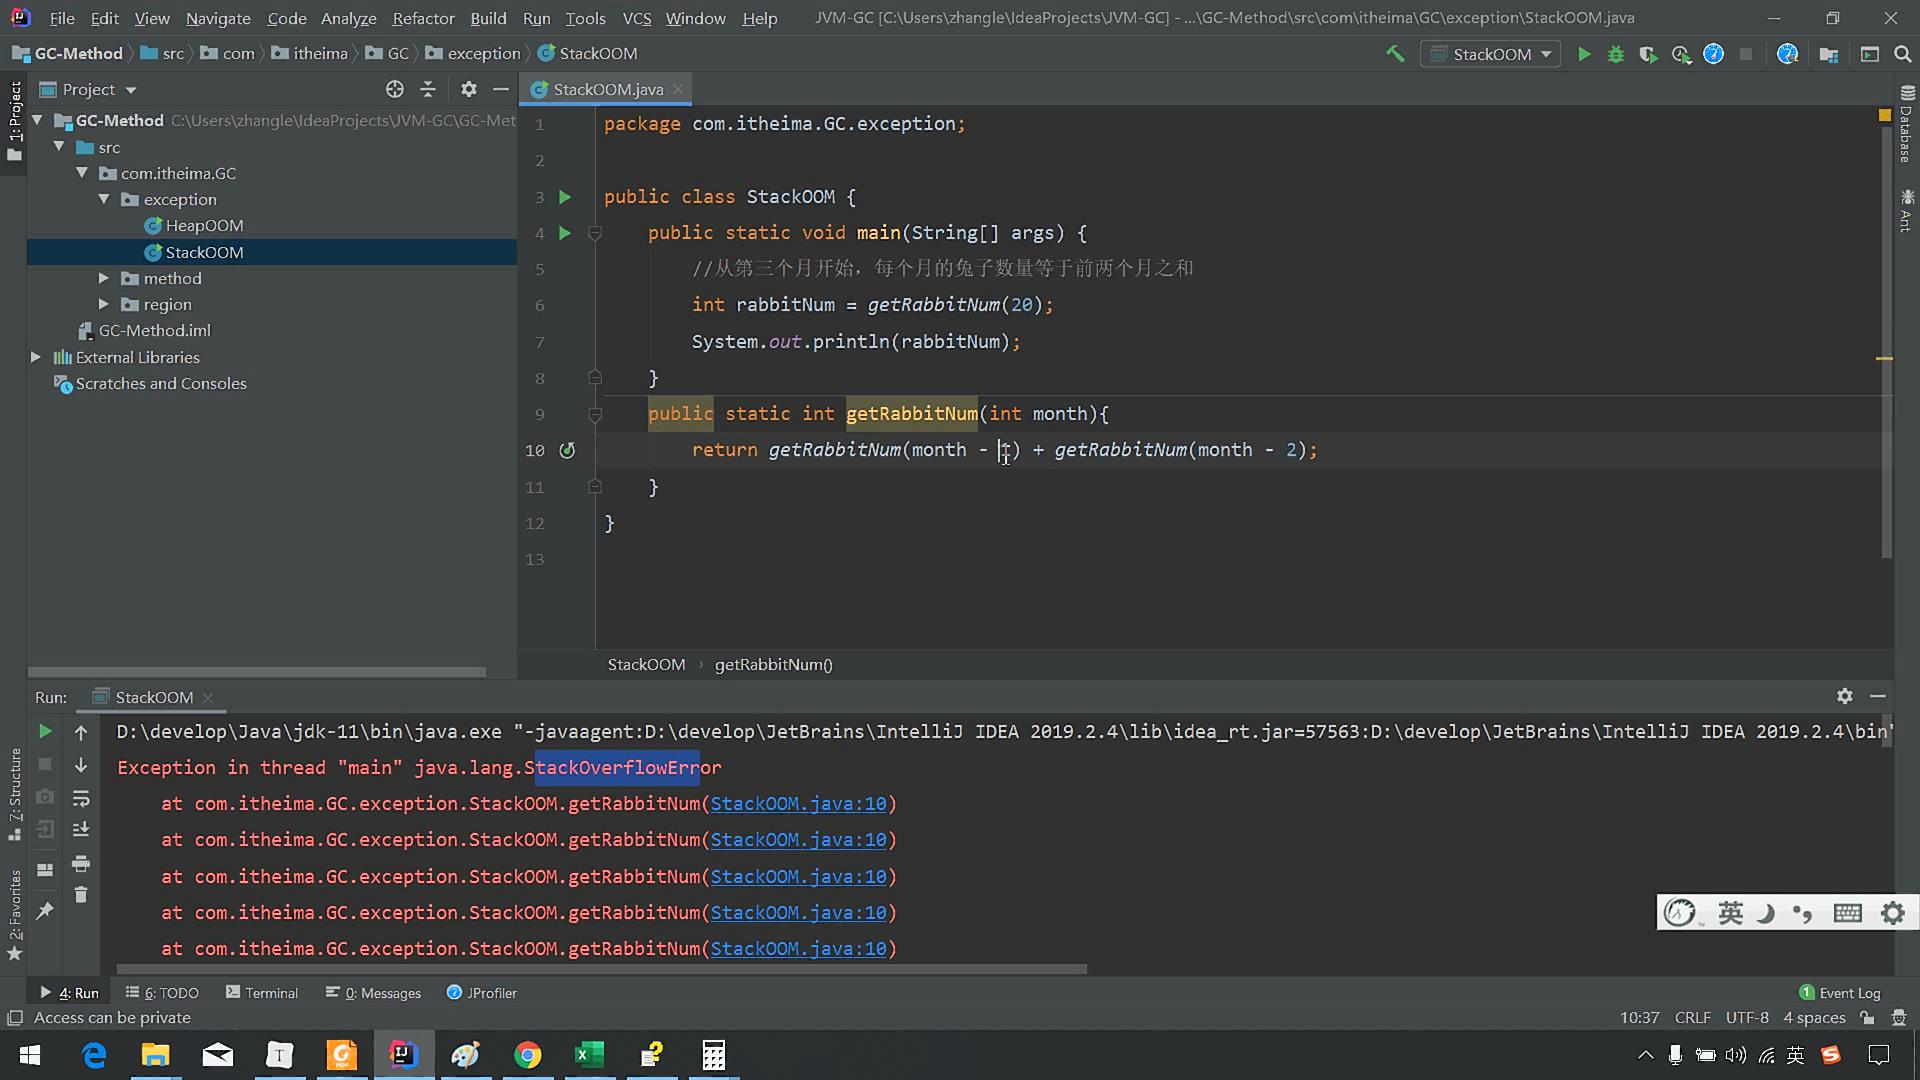 File Edit View Navigate Code Analyze Refactor Build Run Tools VCS Window Help JVM-GC [C:\Users\zhangle\IdeaProjects\JVM-GC] - ...\GC-Method\src\com\itheima\GC\exception\StackOOM.java
GC-Method src com itheima GC exception StackOOM StackOOM
Project StackOOM.java
1: Project
GC-Method C:\Users\zhangle\IdeaProjects\JVM-GC\GC-Met
src
com.itheima.GC
exception
HeapOOM
StackOOM
method
region
GC-Method.iml
External Libraries
Scratches and Consoles
1 package com.itheima.GC.exception;
2
3 public class StackOOM {
4 public static void main(String[] args) {
5 //从第三个月开始，每个月的兔子数量等于前两个月之和
6 int rabbitNum = getRabbitNum(20);
7 System.out.println(rabbitNum);
8 }
9 public static int getRabbitNum(int month){
10 return getRabbitNum(month - ) + getRabbitNum(month - 2);
11 }
12 }
13
Database
Ant
StackOOM › getRabbitNum()
Run: StackOOM
D:\develop\Java\jdk-11\bin\java.exe "-javaagent:D:\develop\JetBrains\IntelliJ IDEA 2019.2.4\lib\idea_rt.jar=57563:D:\develop\JetBrains\IntelliJ IDEA 2019.2.4\bin"
Exception in thread "main" java.lang.StackOverflowError
at com.itheima.GC.exception.StackOOM.getRabbitNum(StackOOM.java:10)
at com.itheima.GC.exception.StackOOM.getRabbitNum(StackOOM.java:10)
at com.itheima.GC.exception.StackOOM.getRabbitNum(StackOOM.java:10)
at com.itheima.GC.exception.StackOOM.getRabbitNum(StackOOM.java:10)
at com.itheima.GC.exception.StackOOM.getRabbitNum(StackOOM.java:10)
7: Structure
2: Favorites
英
4: Run 6: TODO Terminal 0: Messages JProfiler 1 Event Log
Access can be private 10:37 CRLF UTF-8 4 spaces
英